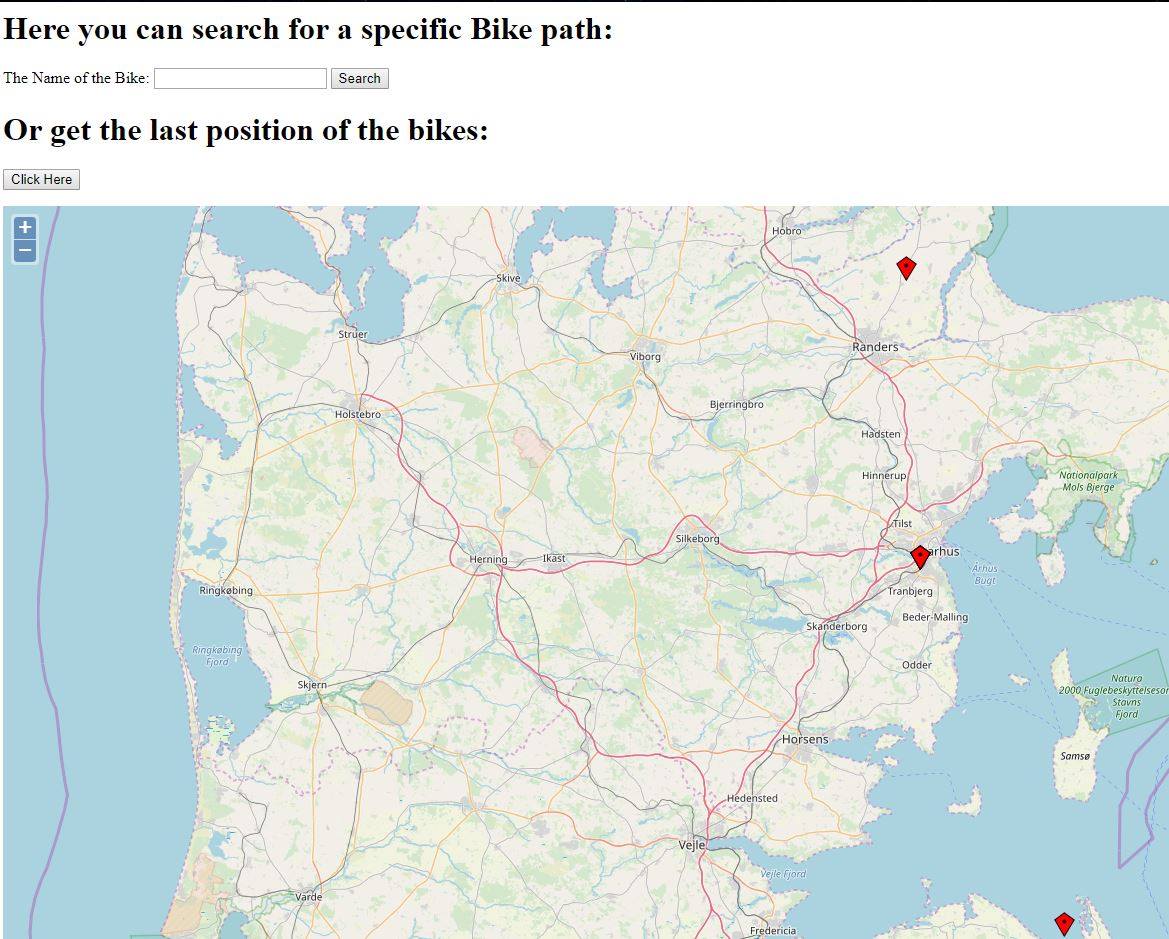 Here you can search for a specific Bike path:
The Name of the Bike: Search
Or get the last position of the bikes:
Click Here
+
−
Hobro
Skive
Struer
Randers
Viborg
Bjerringbro
Holstebro
Hadsten
Hinnerup
Nationalpark
Mols Bjerge
Tilst
Silkeborg
arhus
Herning
Ikast
Århus
Bugt
Ringkøbing
Tranbjerg
Beder-Malling
Skanderborg
Ringkøbing
Fjord
Odder
Skjern
Natura
2000 Fuglebeskyttelsesor
Stavns
Fjord
Horsens
Samsø
Hedensted
Vejle
Vejle Fjord
Varde
Fredericia